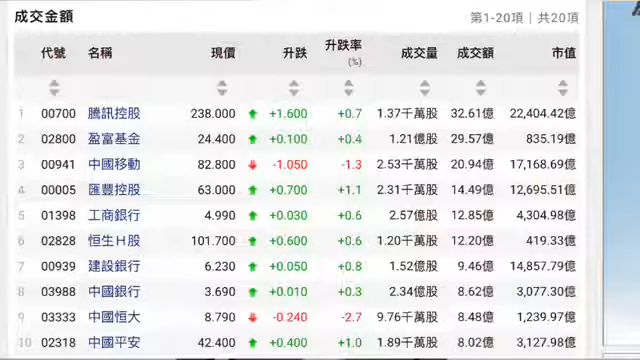 成交金額 第1-20項 | 共20項
代號 名稱 現價 升跌 升跌率(%) 成交量 成交額 市值
1 00700 騰訊控股 238.000 +1.600 +0.7 1.37千萬股 32.61億 22,404.42億
2 02800 盈富基金 24.400 +0.100 +0.4 1.21億股 29.57億 835.19億
3 00941 中國移動 82.800 -1.050 -1.3 2.53千萬股 20.94億 17,168.69億
4 00005 匯豐控股 63.000 +0.700 +1.1 2.31千萬股 14.49億 12,695.51億
5 01398 工商銀行 4.990 +0.030 +0.6 2.57億股 12.85億 4,304.98億
6 02828 恒生H股 101.700 +0.600 +0.6 1.20千萬股 12.20億 419.33億
7 00939 建設銀行 6.230 +0.050 +0.8 1.52億股 9.46億 14,857.79億
8 03988 中國銀行 3.690 +0.010 +0.3 2.34億股 8.62億 3,077.30億
9 03333 中國恒大 8.790 -0.240 -2.7 9.76千萬股 8.48億 1,239.97億
10 02318 中國平安 42.400 +0.400 +1.0 1.89千萬股 8.02億 3,127.98億